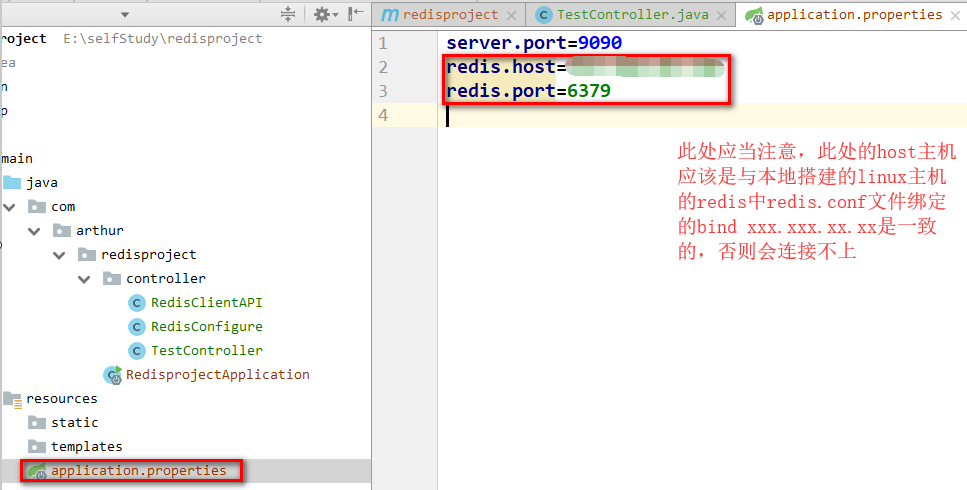 redisproject
TestController.java
application.properties
roject E:\selfStudy\redisproject
ea
n
p
main
java
com
arthur
redisproject
controller
RedisClientAPI
RedisConfigure
TestController
RedisprojectApplication
resources
static
templates
application.properties
1 server.port=9090
2 redis.host=
3 redis.port=6379
4
此处应当注意，此处的host主机
应该是与本地搭建的linux主机
的redis中redis.conf文件绑定
的bind xxx.xxx.xx.xx是一致
的，否则会连接不上